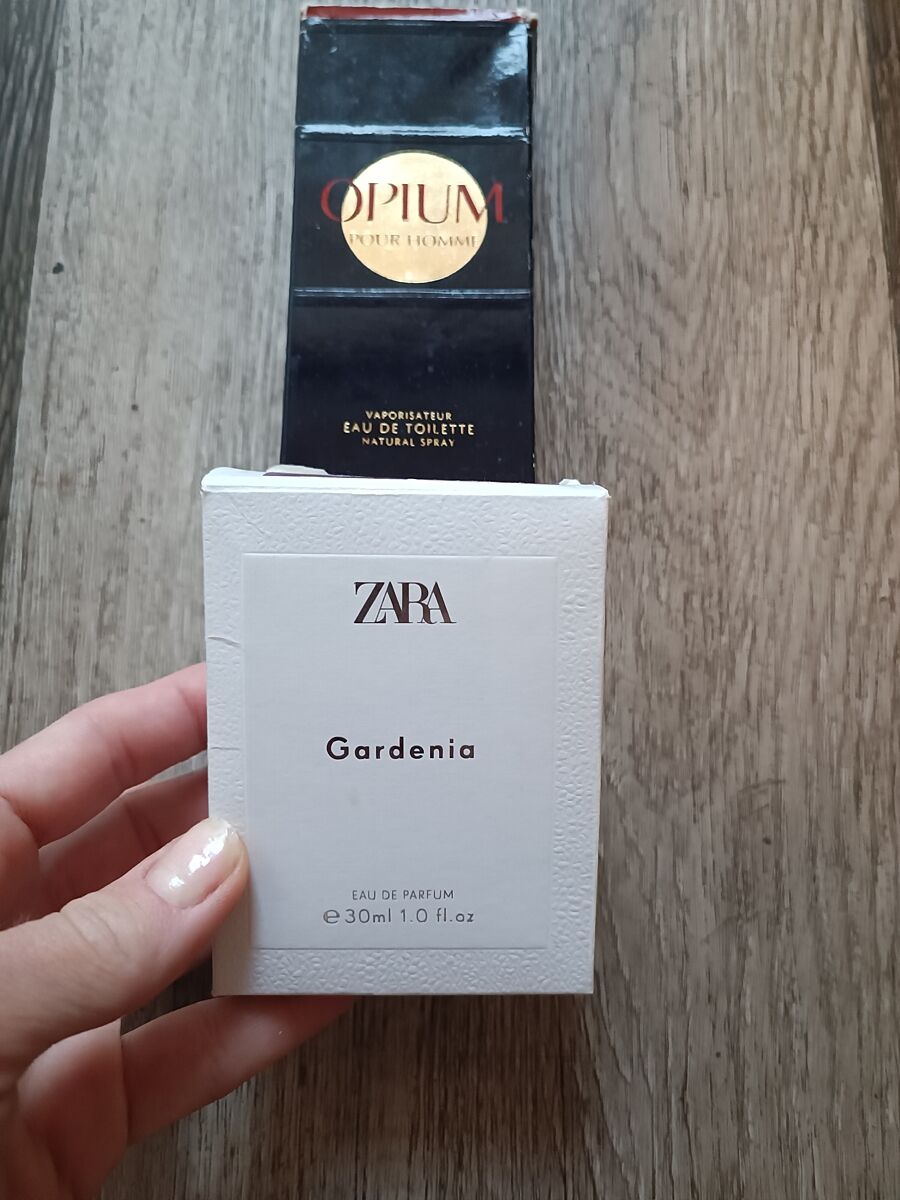 OPIUM
POUR HOMME
VAPORISATEUR
EAU DE TOILETTE
NATURAL SPRAY
ZARA
Gardenia
EAU DE PARFUM
℮30ml 1.0 fl.oz